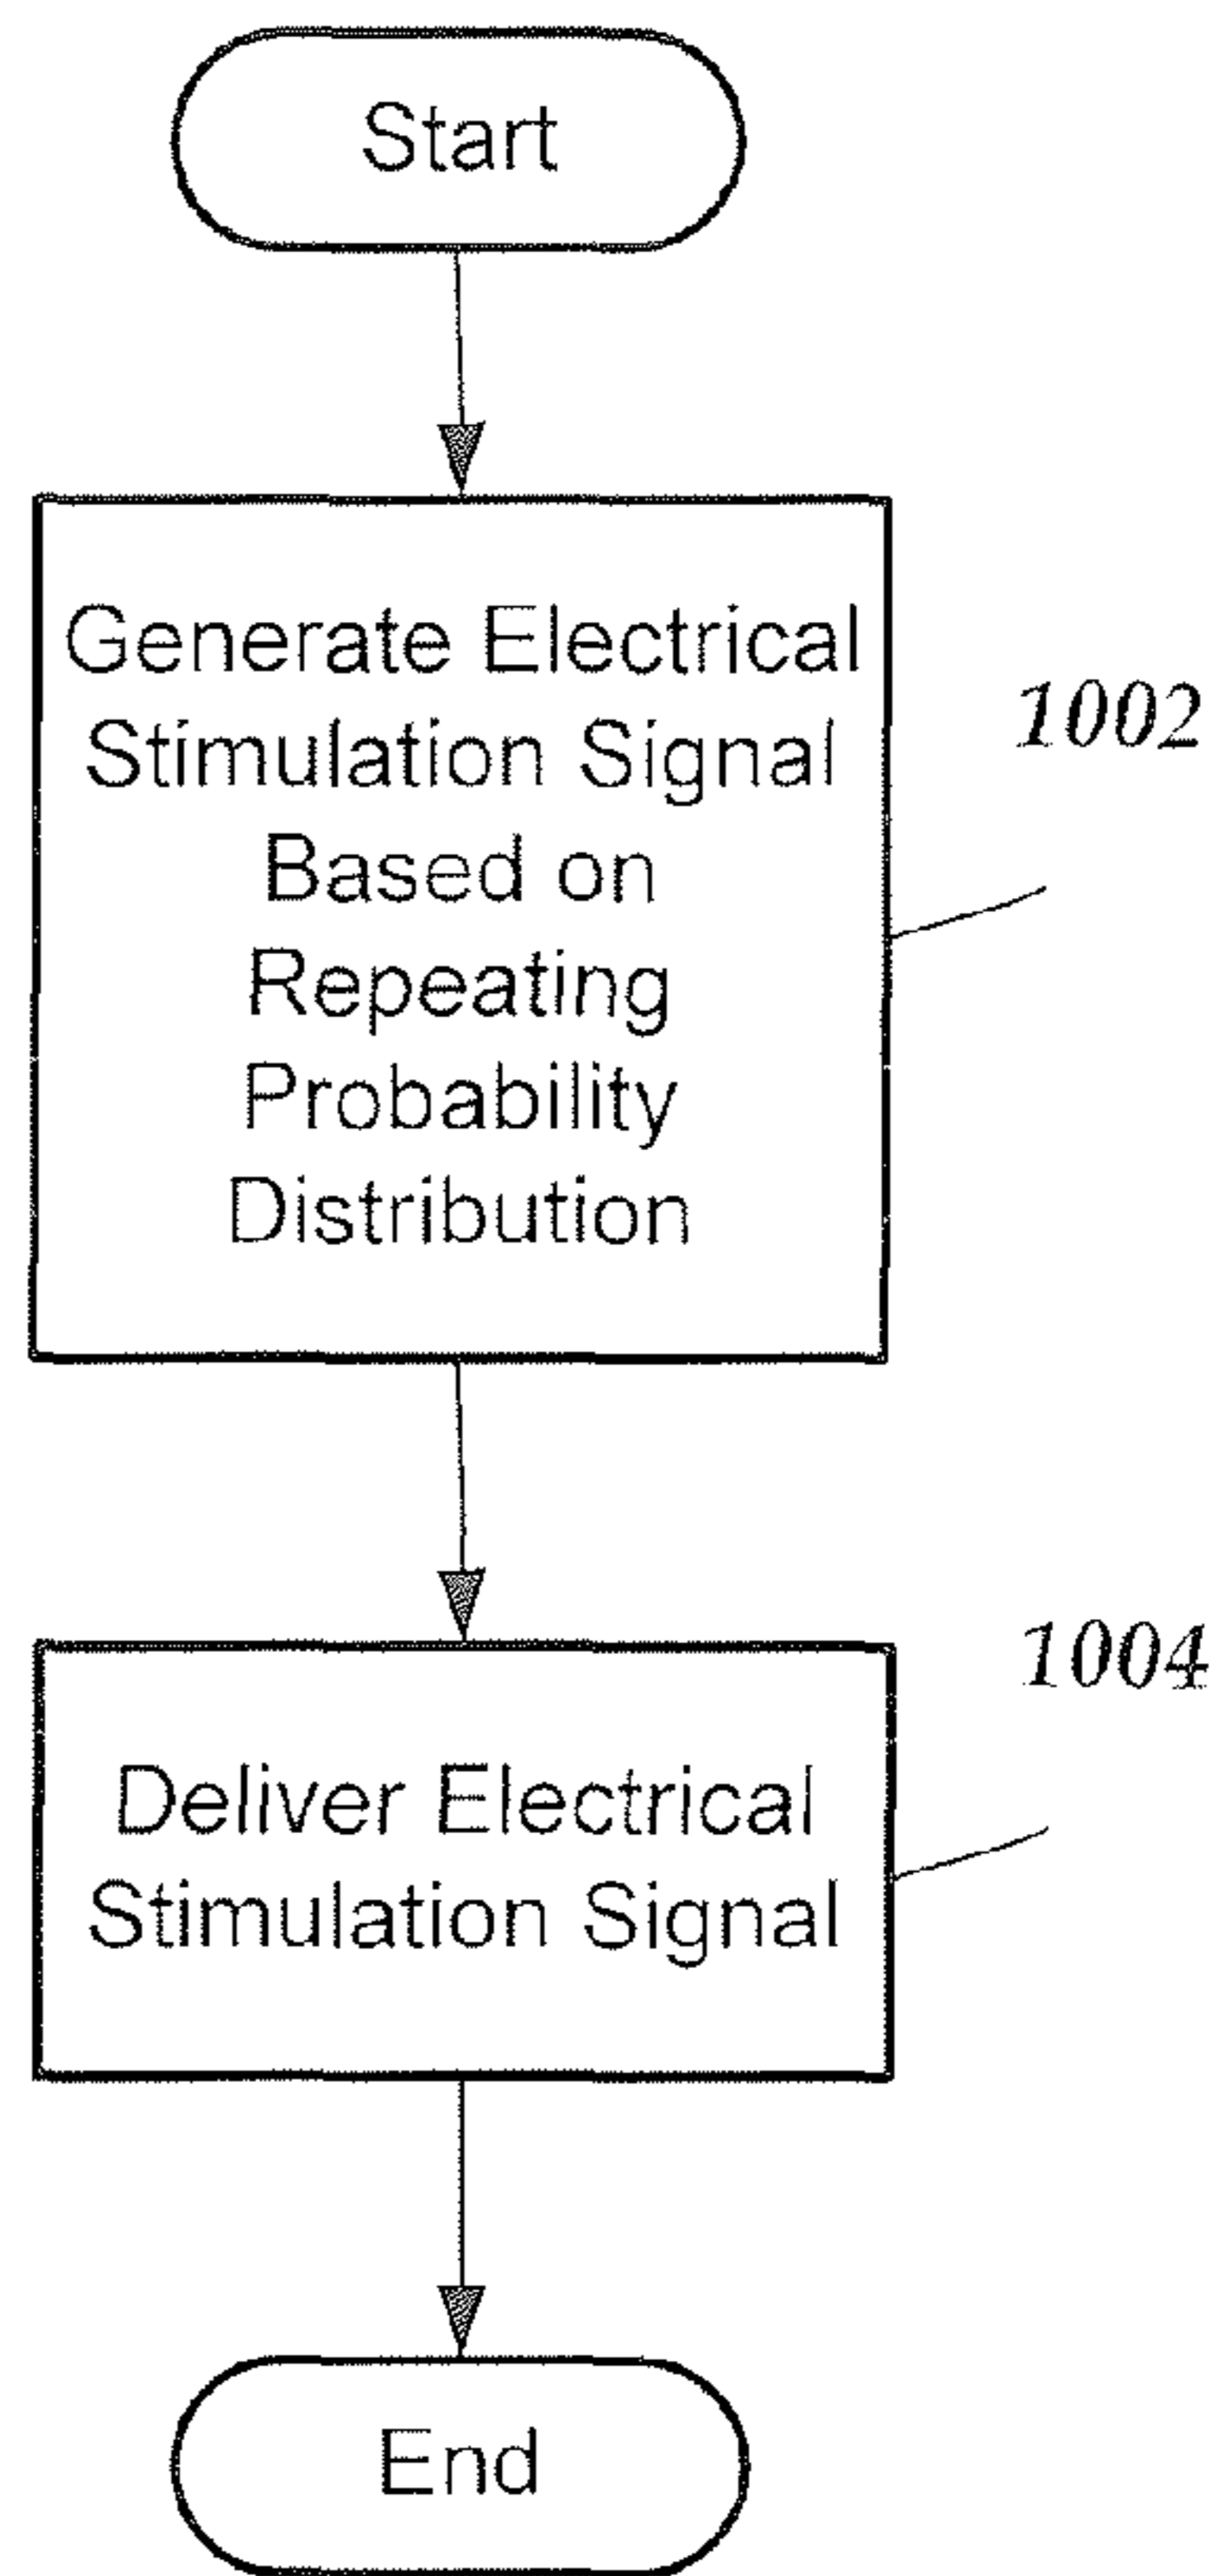 Start
Generate Electrical
Stimulation Signal
Based on
Repeating
Probability
Distribution
1002
Deliver Electrical
Stimulation Signal
1004
End